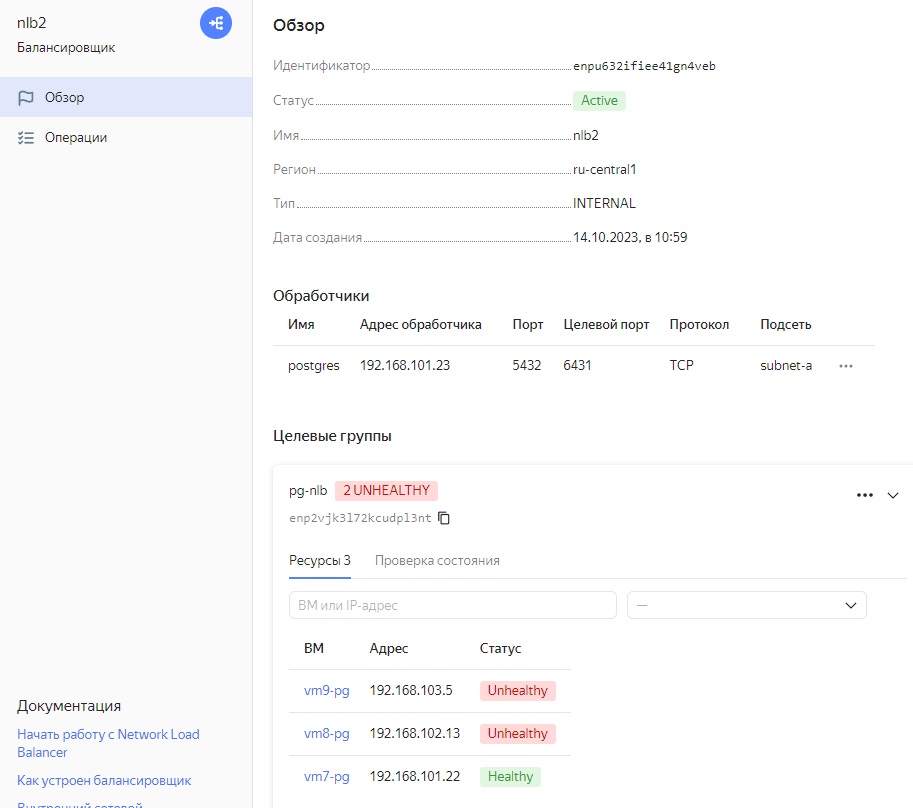 nlb2
Балансировщик
Обзор
Операции
Документация
Начать работу с Network Load
Balancer
Как устроен балансировщик
Внутренний сетевой
Обзор
Идентификатор enpu632ifiee41gn4veb
Статус Active
Имя nlb2
Регион ru-central1
Тип INTERNAL
Дата создания 14.10.2023, в 10:59
Обработчики
Имя Адрес обработчика Порт Целевой порт Протокол Подсеть
postgres 192.168.101.23 5432 6431 TCP subnet-a
Целевые группы
pg-nlb 2 UNHEALTHY
enp2vjk3l72kcudpl3nt
Ресурсы 3 Проверка состояния
ВМ или IP-адрес —
ВМ Адрес Статус
vm9-pg 192.168.103.5 Unhealthy
vm8-pg 192.168.102.13 Unhealthy
vm7-pg 192.168.101.22 Healthy